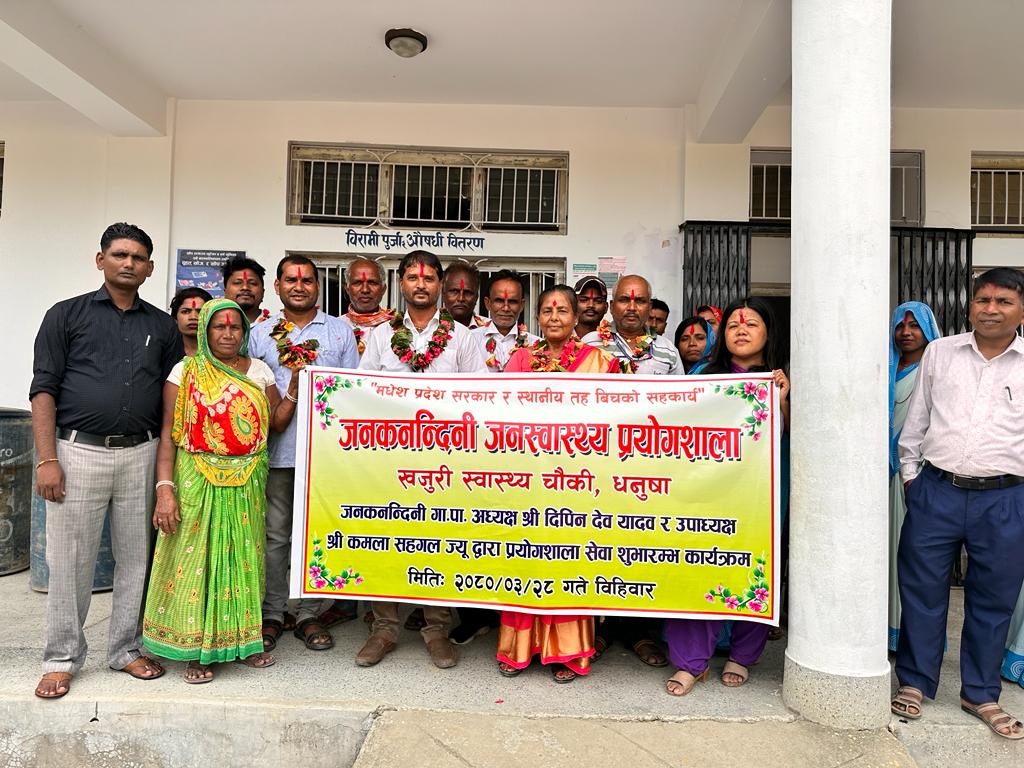 विरामी पुर्जा, औषधी वितरण
"मधेश प्रदेश सरकार र स्थानीय तह बिचको सहकार्य"
जनकनन्दिनी जनस्वास्थ्य प्रयोगशाला
खजुरी स्वास्थ्य चौकी, धनुषा
जनकनन्दिनी गा.पा. अध्यक्ष श्री दिपिन देव यादव र उपाध्यक्ष
श्री कमला सहगल ज्यू द्वारा प्रयोगशाला सेवा शुभारम्भ कार्यक्रम
मितिः २०८०/०३/२८ गते विहिवार